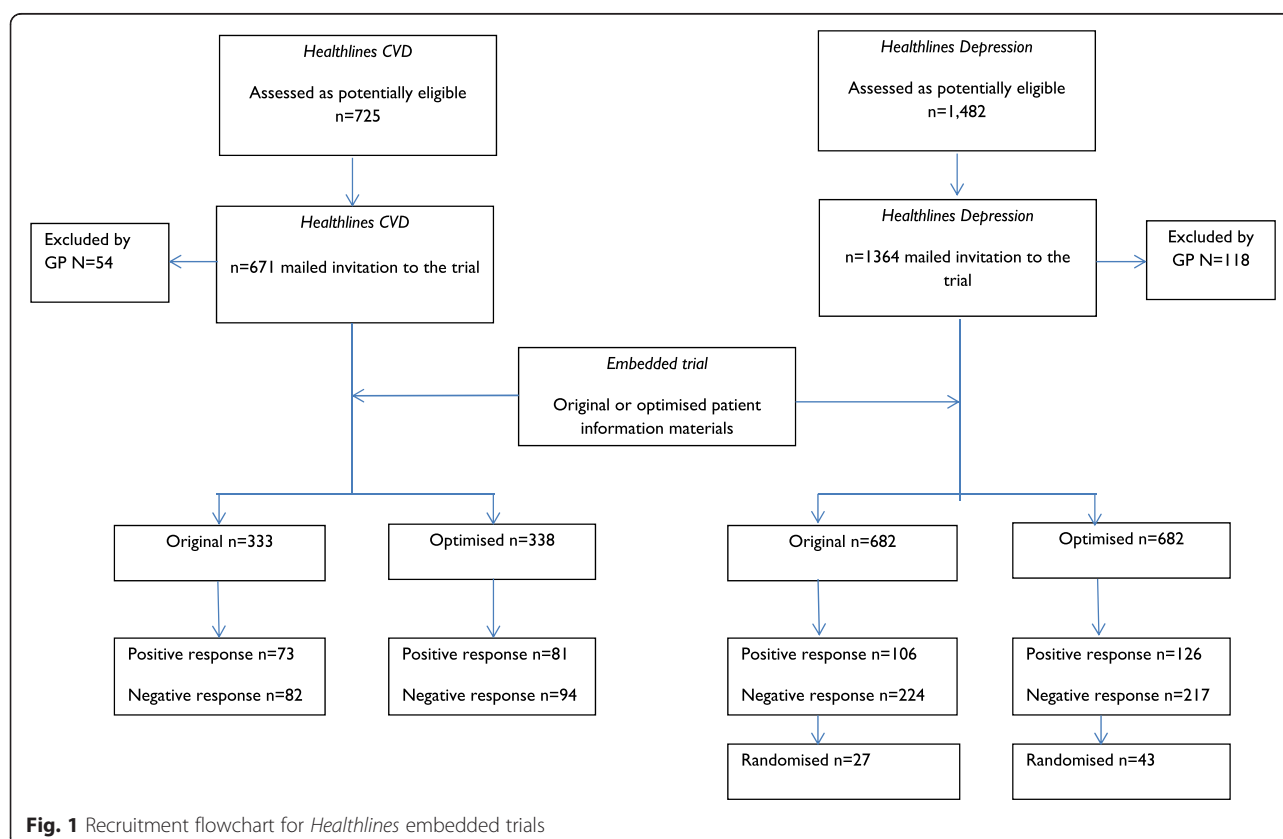 Healthlines CVD
Assessed as potentially eligible
n=725
Healthlines Depression
Assessed as potentially eligible
n=1,482
Excluded by
GP N=54
Healthlines CVD
n=671 mailed invitation to the trial
Healthlines Depression
n=1364 mailed invitation to the
trial
Excluded by
GP N=118
Embedded trial
Original or optimised patient
information materials
Original n=333
Optimised n=338
Original n=682
Optimised n=682
Positive response n=73
Negative response n=82
Positive response n=81
Negative response n=94
Positive response n=106
Negative response n=224
Positive response n=126
Negative response n=217
Randomised n=27
Randomised n=43
Fig. 1 Recruitment flowchart for Healthlines embedded trials